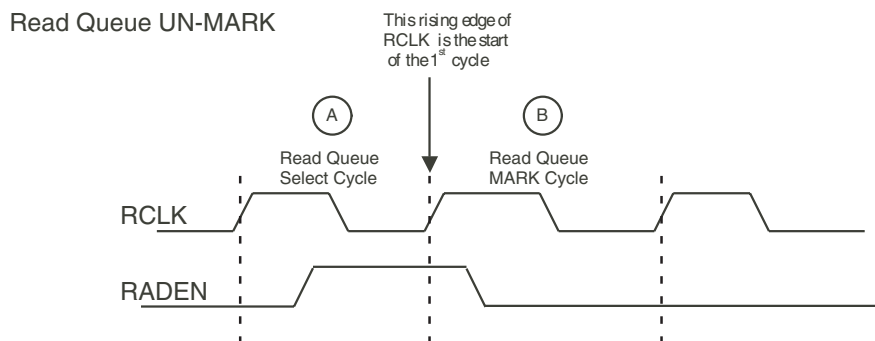 Read Queue UN-MARK
This rising edge of
RCLK is the start
of the 1st cycle
A
B
Read Queue
Select Cycle
Read Queue
MARK Cycle
RCLK
RADEN